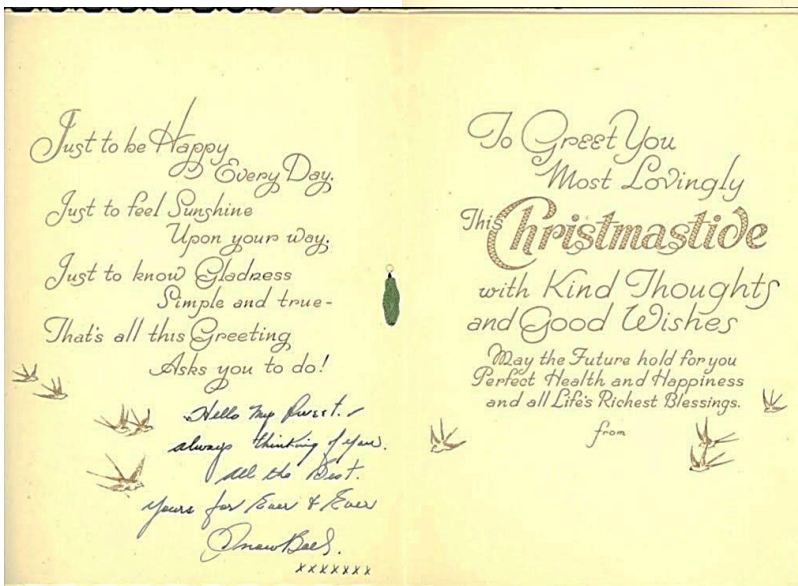 Just to be Happy
Every Day.
Just to feel Sunshine
Upon your way.
Just to know Gladness
Simple and true-
That's all this Greeting
Asks you to do!
Hello My Sweet.
always thinking of you.
All the Best.
Yours for Ever & Ever
Snow Ball.
xxxxxxx
To Greet You
Most Lovingly
This Christmastide
with Kind Thoughts
and Good Wishes
May the Future hold for you
Perfect Health and Happiness
and all Life's Richest Blessings.
from